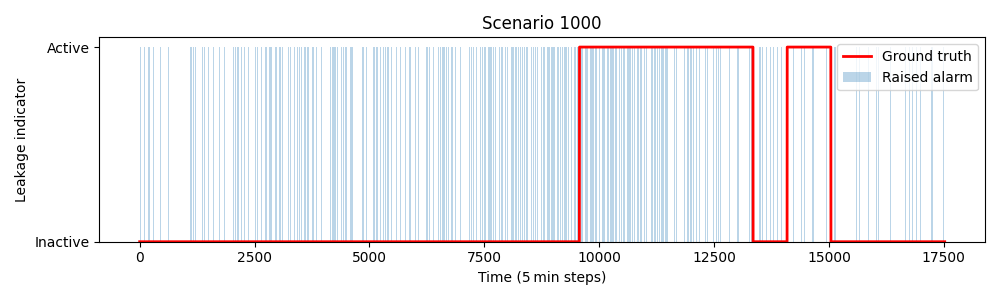 Scenario 1000
Active
Inactive
Leakage indicator
Ground truth
Raised alarm
0 2500 5000 7500 10000 12500 15000 17500
Time (5 min steps)